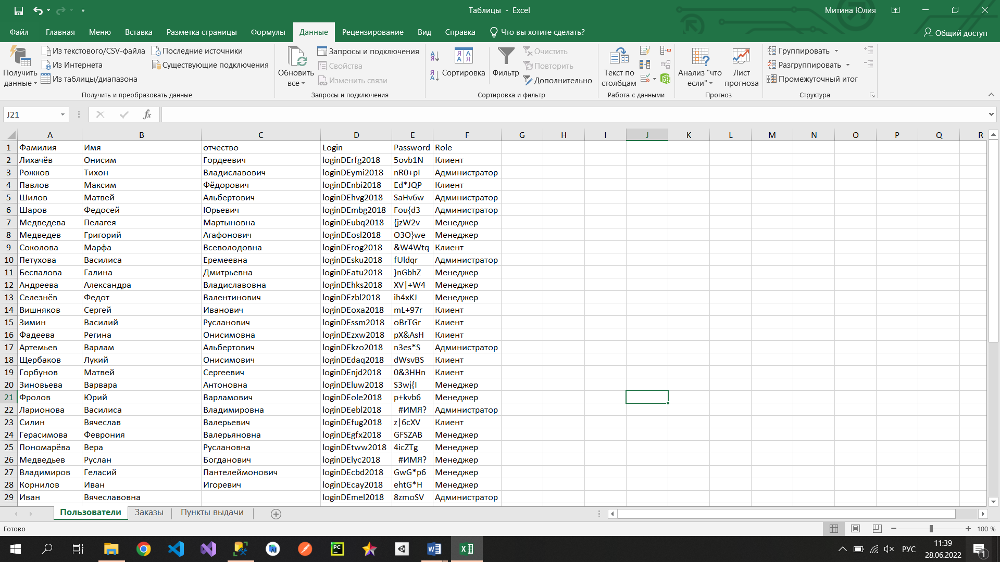 Таблицы - Excel
Митина Юлия
Файл Главная Меню Вставка Разметка страницы Формулы Данные Рецензирование Вид Справка Что вы хотите сделать? Общий доступ
Получить данные
Из текстового/CSV-файла
Из Интернета
Из таблицы/диапазона
Последние источники
Существующие подключения
Получить и преобразовать данные
Обновить все
Запросы и подключения
Свойства
Изменить связи
Запросы и подключения
Сортировка
Фильтр
Очистить
Повторить
Дополнительно
Сортировка и фильтр
Текст по столбцам
Работа с данными
Анализ "что если"
Лист прогноза
Прогноз
Группировать
Разгруппировать
Промежуточный итог
Структура
J21
A B C D E F G H I J K L M N O P Q R
1 Фамилия Имя отчество Login Password Role
2 Лихачёв Онисим Гордеевич loginDErfg2018 5ovb1N Клиент
3 Рожков Тихон Владиславович loginDEymi2018 nR0+pI Администратор
4 Павлов Максим Фёдорович loginDEnbi2018 Ed*JQP Клиент
5 Шилов Матвей Альбертович loginDEhvg2018 SaHv6w Администратор
6 Шаров Федосей Юрьевич loginDEmbg2018 Fou{d3 Администратор
7 Медведева Пелагея Мартыновна loginDEubq2018 {jzW2v Менеджер
8 Медведев Григорий Агафонович loginDEosl2018 O3O}we Менеджер
9 Соколова Марфа Всеволодовна loginDErog2018 &W4Wtq Клиент
10 Петухова Василиса Еремеевна loginDEsku2018 fUldqr Администратор
11 Беспалова Галина Дмитрьевна loginDEatu2018 }nGbhZ Менеджер
12 Андреева Александра Владиславовна loginDEhks2018 XV|+W4 Менеджер
13 Селезнёв Федот Валентинович loginDEzbl2018 ih4xKJ Менеджер
14 Вишняков Сергей Иванович loginDEoxa2018 mL+97r Клиент
15 Зимин Василий Русланович loginDEssm2018 oBrTGr Клиент
16 Фадеева Регина Онисимовна loginDEzxw2018 pX&AsH Клиент
17 Артемьев Варлам Альбертович loginDEkzo2018 n3es*S Администратор
18 Щербаков Лукий Онисимович loginDEdaq2018 dWsvBS Клиент
19 Горбунов Матвей Сергеевич loginDEnjd2018 0&3HHn Клиент
20 Зиновьева Варвара Антоновна loginDEluw2018 S3wj{I Менеджер
21 Фролов Юрий Варламович loginDEole2018 p+kvb6 Менеджер
22 Ларионова Василиса Владимировна loginDEebl2018 #ИМЯ? Администратор
23 Силин Вячеслав Валерьевич loginDEfug2018 z|6cXV Клиент
24 Герасимова Феврония Валерьяновна loginDEgfx2018 GFSZAB Менеджер
25 Пономарёва Вера Руслановна loginDEtww2018 4icZTg Менеджер
26 Медведьев Руслан Богданович loginDElyc2018 #ИМЯ? Менеджер
27 Владимиров Геласий Пантелеймонович loginDEcbd2018 GwG*p6 Менеджер
28 Корнилов Иван Игоревич loginDEcay2018 ehtG*H Менеджер
29 Иван Вячеславовна loginDEmel2018 8zmoSV Администратор
Пользователи Заказы Пункты выдачи
Готово
100 %
РУС
11:39
28.06.2022
1